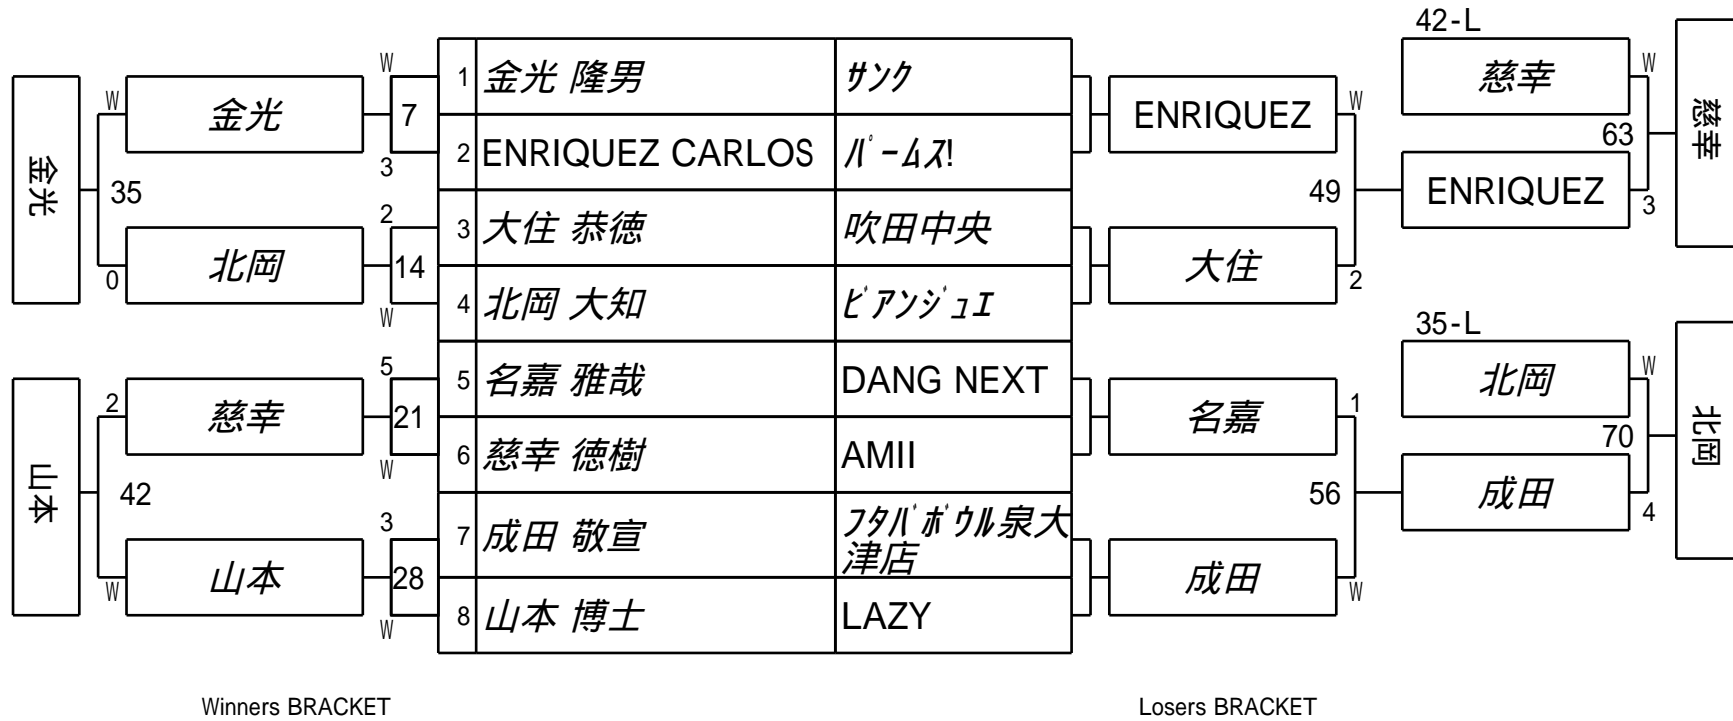 42-L
W
1 金光 隆男 サンク
慈幸 W
W 金光 7
ENRIQUEZ W
慈幸
2 ENRIQUEZ CARLOS パームス!
63
3
金光
35
49
ENRIQUEZ 3
2
3 大住 恭徳 吹田中央
0 北岡 14
大住 2
4 北岡 大知 ビアンジュエ
W
35-L
5
5 名嘉 雅哉 DANG NEXT
北岡 W
2 慈幸 21
名嘉 1
北岡
6 慈幸 徳樹 AMII
70
W
山本
42
56
成田 4
3
7 成田 敬宣 フタバボウル泉大
津店
W 山本 28
成田 W
8 山本 博士 LAZY
W
Winners BRACKET
Losers BRACKET